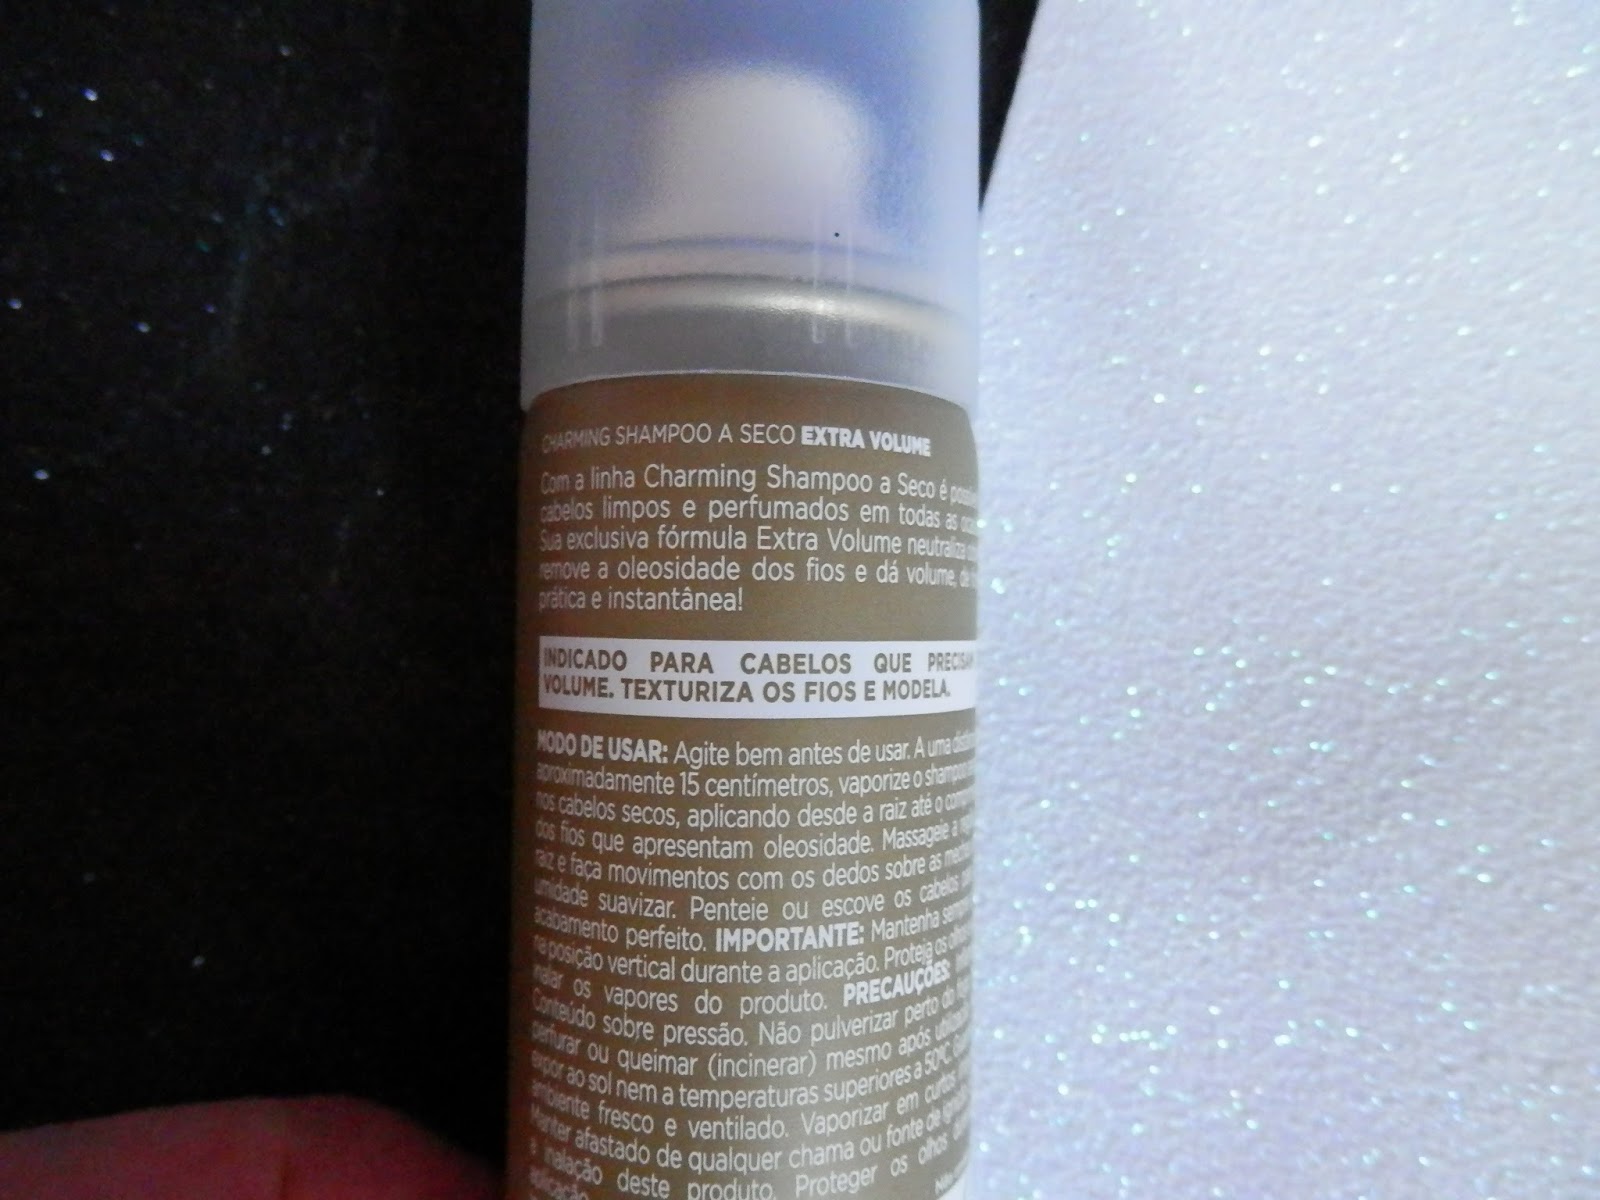 CHARMING SHAMPOO A SECO EXTRA VOLUME
Com a linha Charming Shampoo a Seco é
cabelos limpos e perfumados em todas as
Sua exclusiva fórmula Extra Volume neutraliza
remove a oleosidade dos fios e dá volume, de
prática e instantânea!
INDICADO PARA CABELOS QUE PRECISAM
VOLUME. TEXTURIZA OS FIOS E MODELA.
MODO DE USAR: Agite bem antes de usar. A uma
aproximadamente 15 centímetros, vaporize o shampoo
nos cabelos secos, aplicando desde a raiz até o
dos fios que apresentam oleosidade. Massageie a
raiz e faça movimentos com os dedos sobre as
umidade suavizar. Penteie ou escove os cabelos
acabamento perfeito. IMPORTANTE: Mantenha
na posição vertical durante a aplicação. Proteja os
inalar os vapores do produto. PRECAUÇÕES:
Conteúdo sobre pressão. Não pulverizar perto do
perfurar ou queimar (incinerar) mesmo após
expor ao sol nem a temperaturas superiores a 50ºC.
ambiente fresco e ventilado. Vaporizar em curtos
Manter afastado de qualquer chama ou fonte de
e inalação deste produto. Proteger os olhos
aplicação